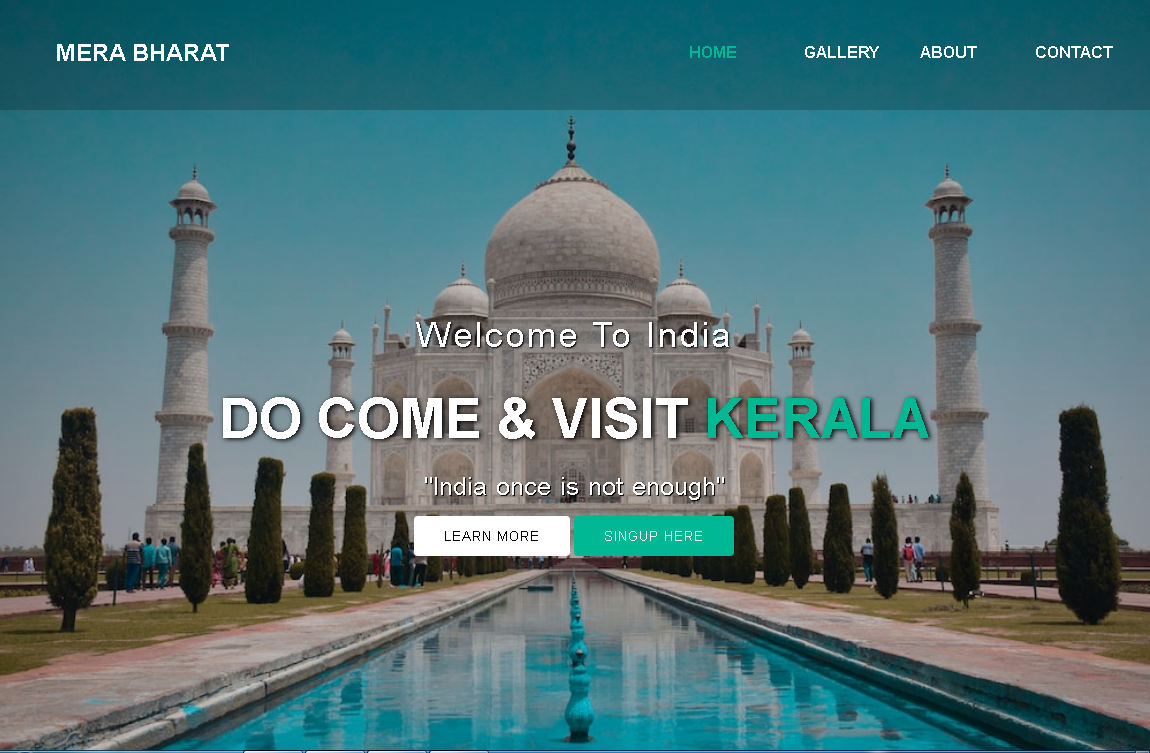 MERA BHARAT
HOME GALLERY ABOUT CONTACT
Welcome To India
DO COME & VISIT KERALA
"India once is not enough"
LEARN MORE SINGUP HERE